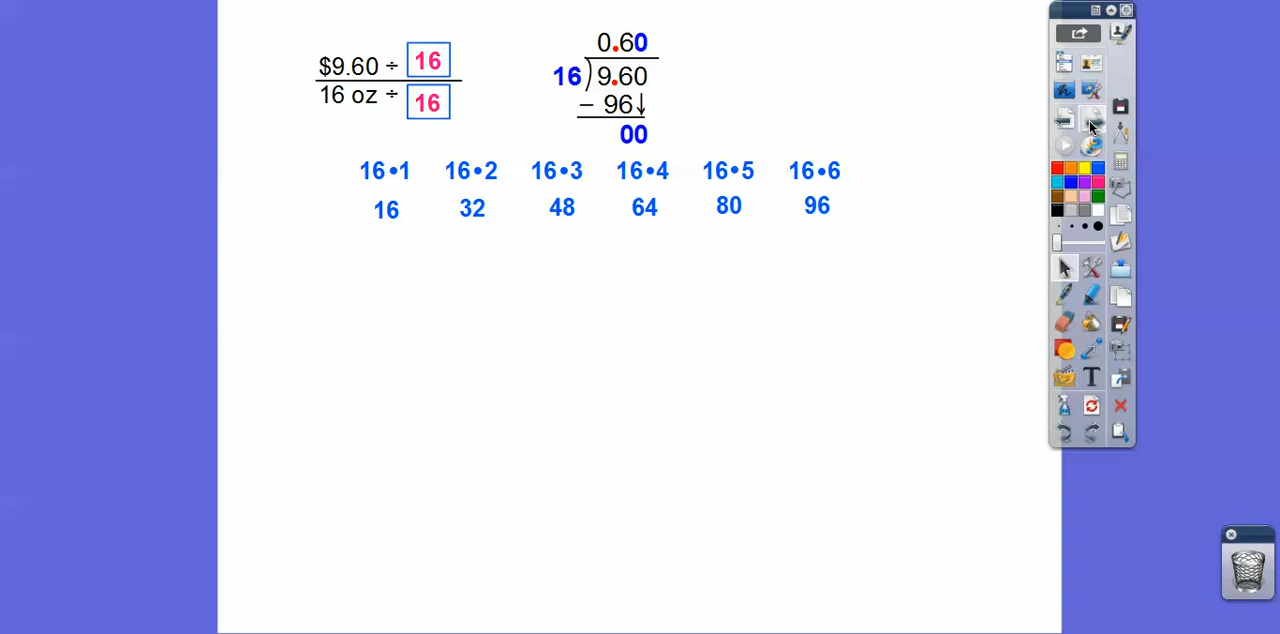 $9.60 ÷ 16
16 oz ÷ 16
0.60
16)9.60
− 96↓
00
16•1 16•2 16•3 16•4 16•5 16•6
16 32 48 64 80 96
T